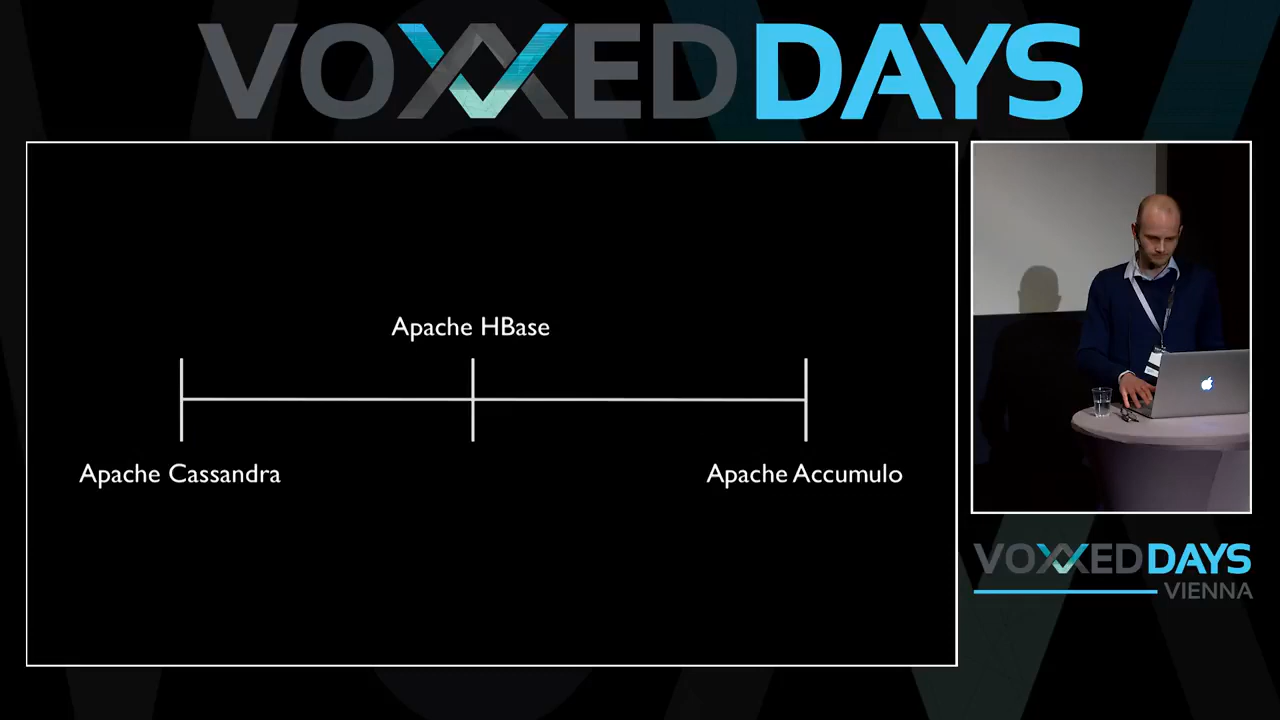 VOXXED DAYS
Apache HBase
Apache Cassandra
Apache Accumulo
VOXXED DAYS
VIENNA